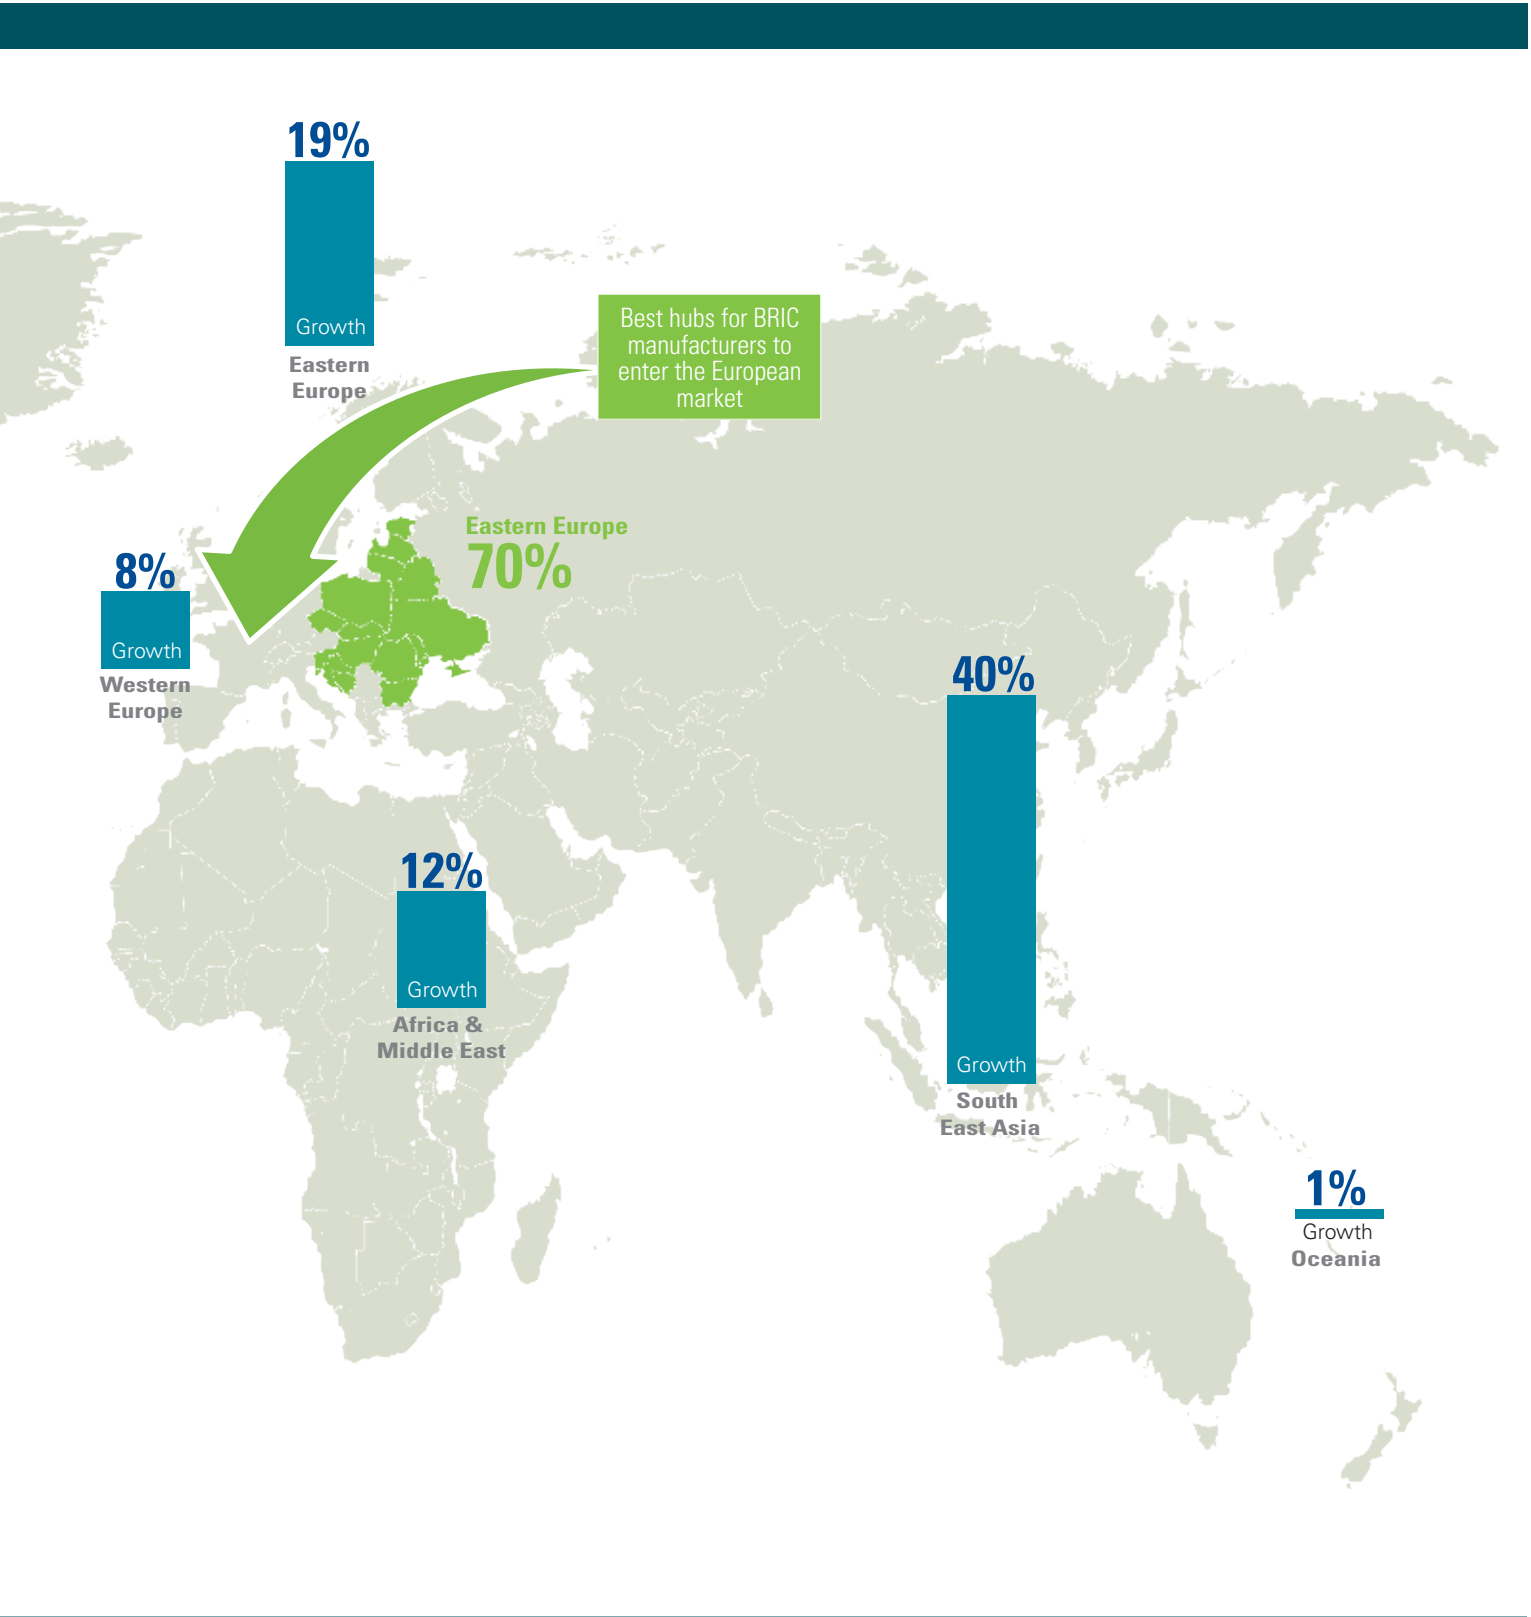 19%
Growth
Eastern
Europe
Best hubs for BRIC
manufacturers to
enter the European
market
Eastern Europe
70%
8%
Growth
Western
Europe
40%
Growth
South
East Asia
12%
Growth
Africa &
Middle East
1%
Growth
Oceania